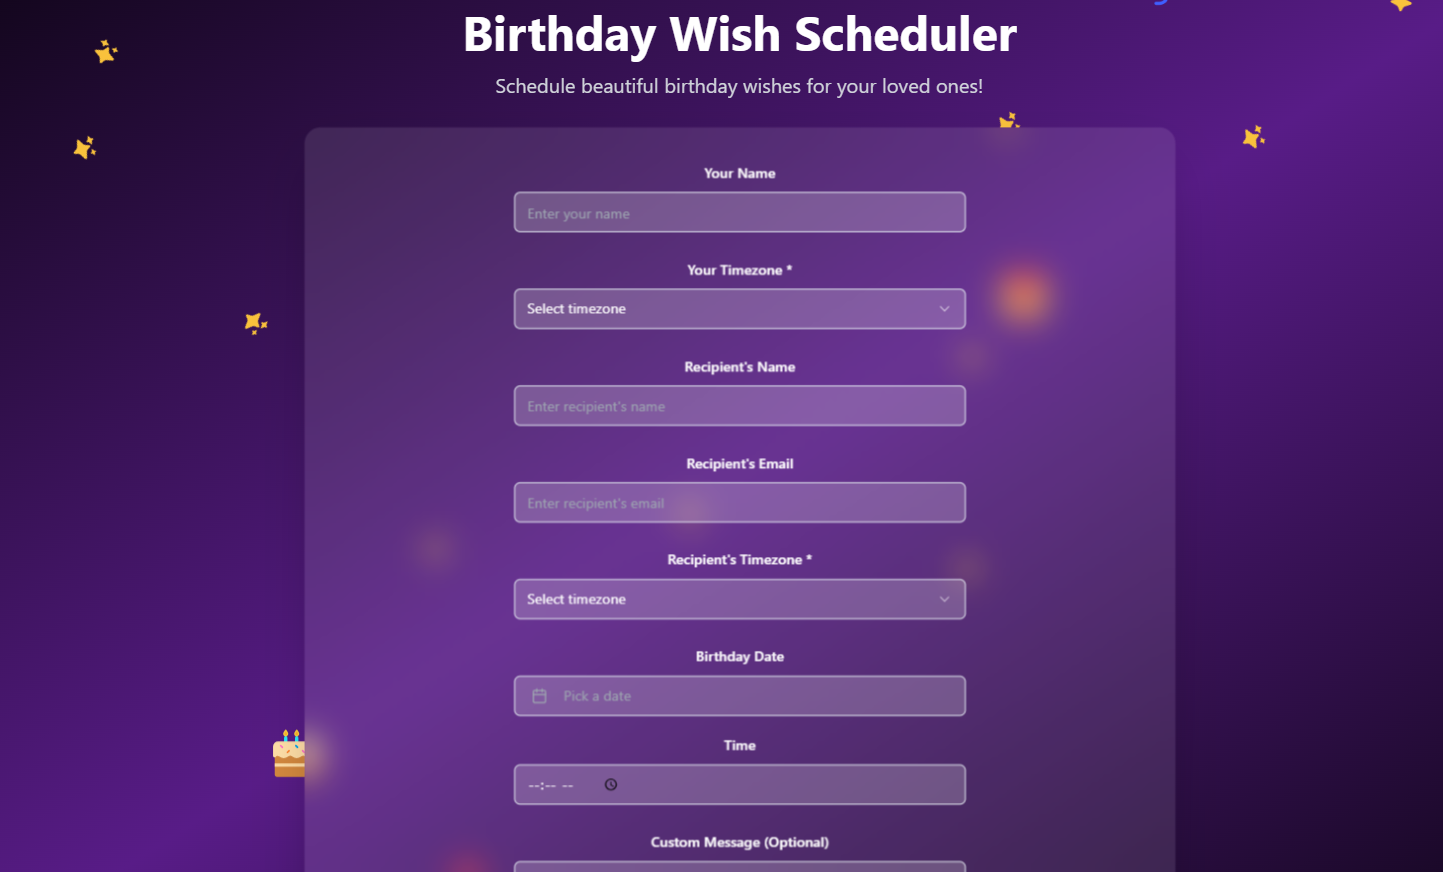 Birthday Wish Scheduler
Schedule beautiful birthday wishes for your loved ones!
Your Name
Enter your name
Your Timezone *
Select timezone
Recipient's Name
Enter recipient's name
Recipient's Email
Enter recipient's email
Recipient's Timezone *
Select timezone
Birthday Date
Pick a date
Time
--:-- --
Custom Message (Optional)